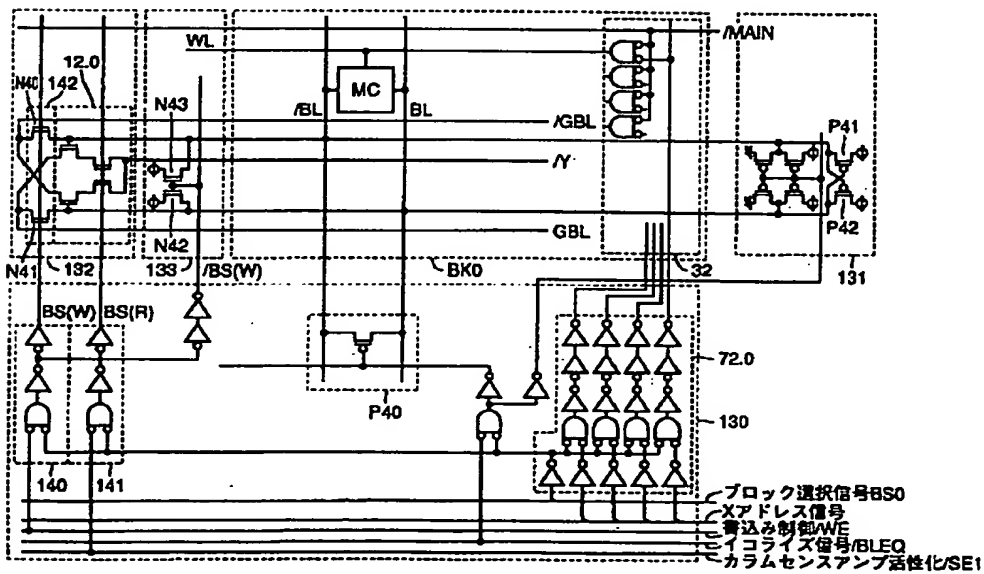 /MAIN
WL
12.0
N40
142
N43
MC
/BL
BL
/GBL
P41
/Y
N42
GBL
P42
N41
132
133
/BS(W)
BK0
32
131
BS(W)
BS(R)
72.0
P40
130
140
141
ブロック選択信号BS0
Xアドレス信号
書込み制御/WE
イコライズ信号/BLEQ
カラムセンスアンプ活性化/SE1